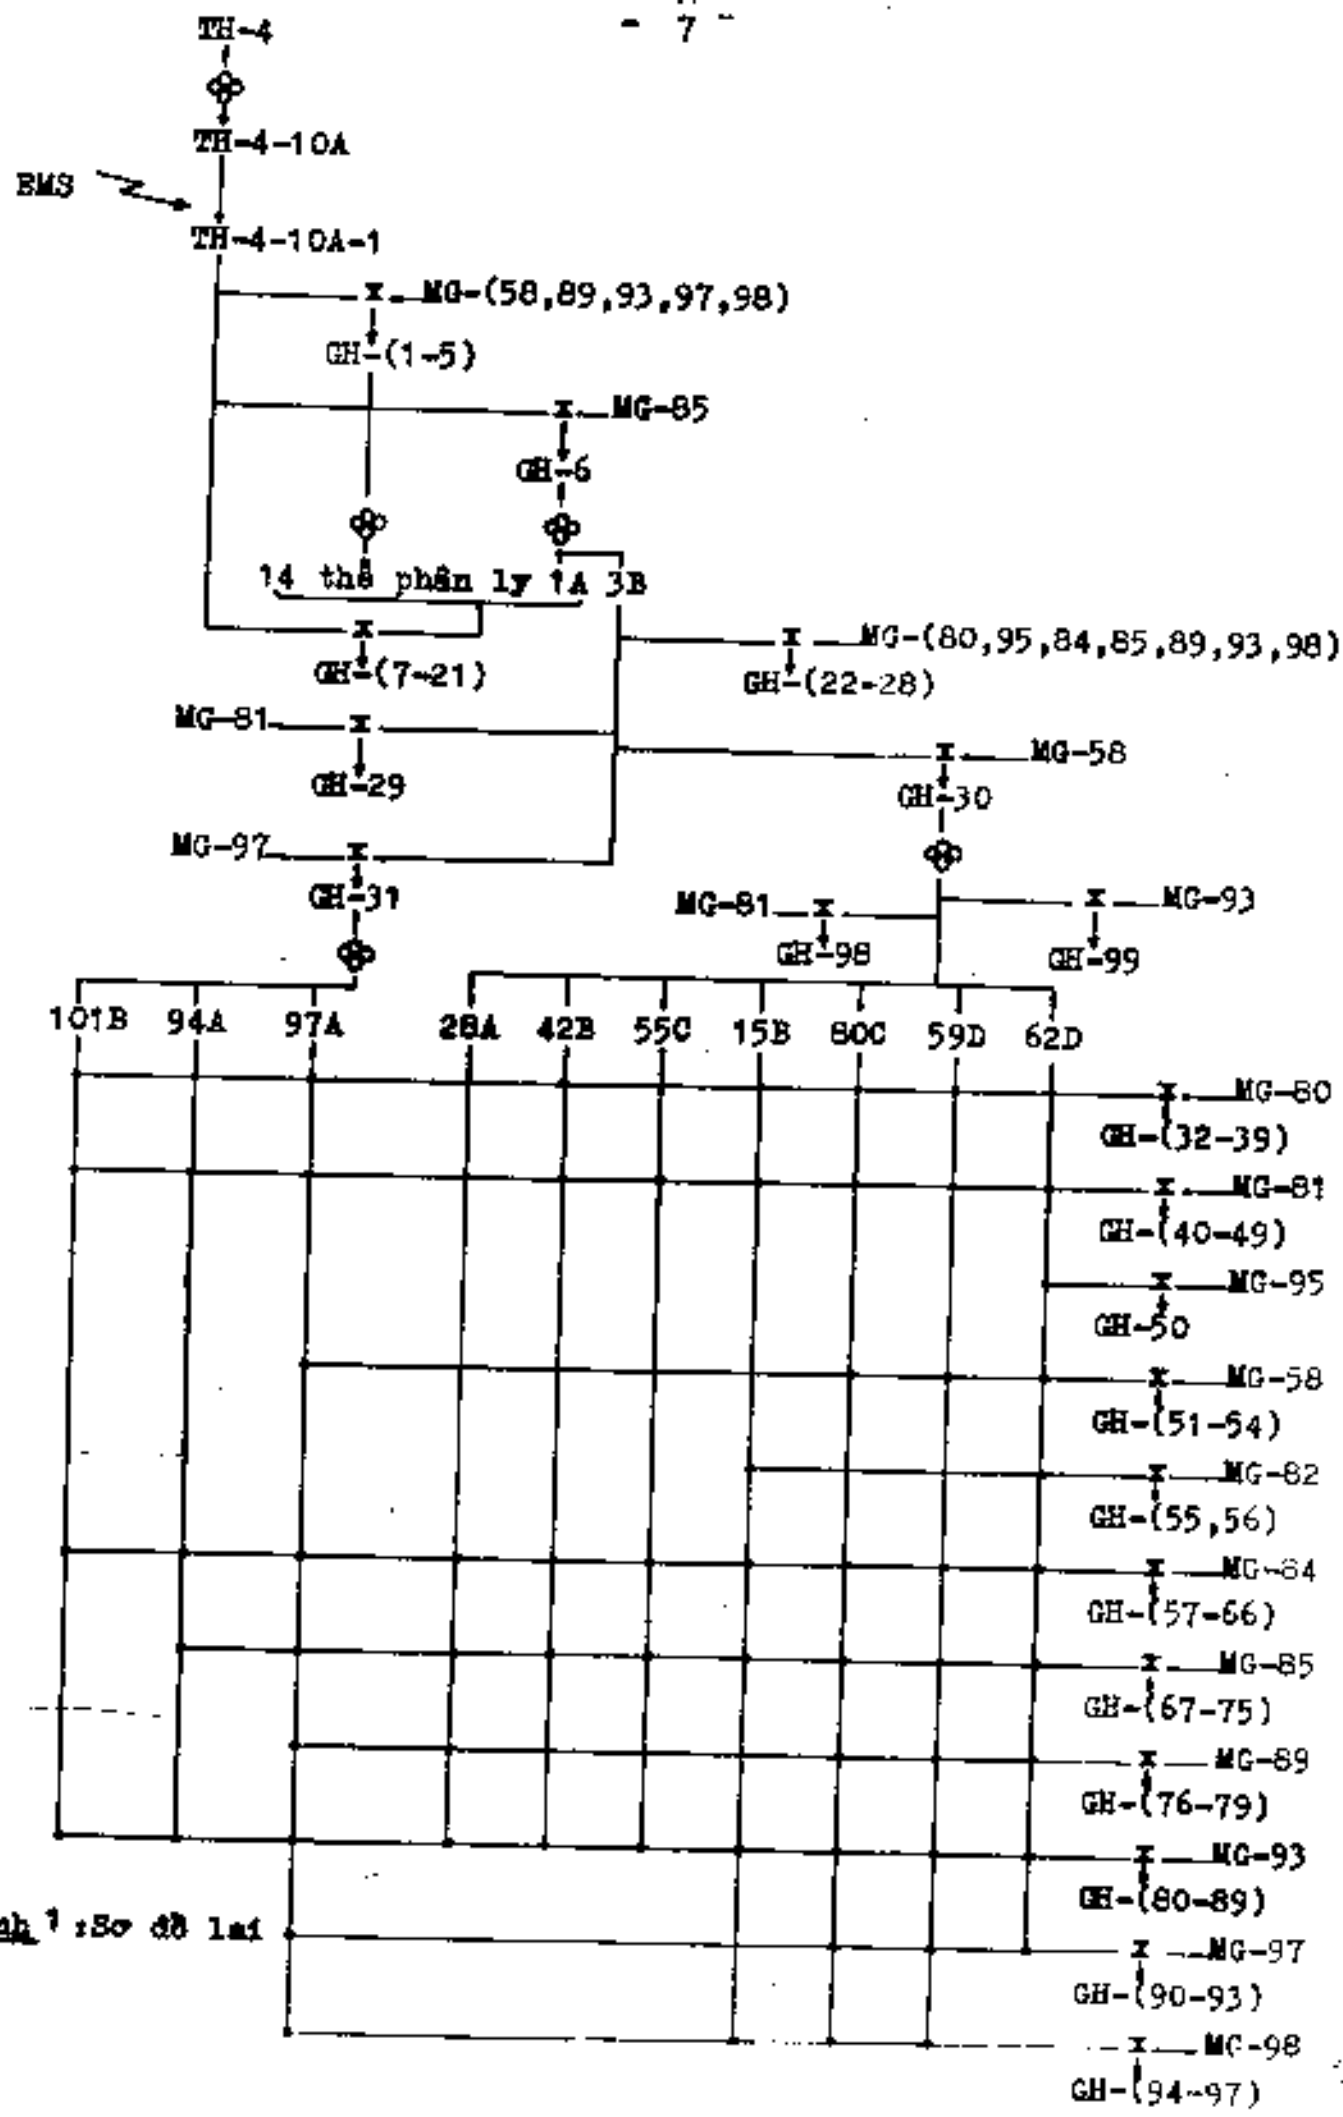 - 7 -
TH-4
TH-4-10A
EMS
TH-4-10A-1
x MG-(58,89,93,97,98)
GH-(1-5)
x MG-85
GH-6
14 thể phân ly 1A 3B
x
x MG-(80,95,84,85,89,93,98)
GH-(7-21)
GH-(22-28)
MG-81 x
x MG-58
GH-29
GH-30
MG-97 x
GH-31
MG-81 x
x MG-93
GH-98
GH-99
101B 94A 97A 28A 42B 55C 15B 80C 59D 62D
x MG-80
GH-(32-39)
x MG-81
GH-(40-49)
x MG-95
GH-50
x MG-58
GH-(51-54)
x MG-82
GH-(55,56)
x MG-84
GH-(57-66)
x MG-85
GH-(67-75)
x MG-89
GH-(76-79)
x MG-93
GH-(80-89)
1 :Sơ đồ lai
x MG-97
GH-(90-93)
x MG-98
GH-(94-97)